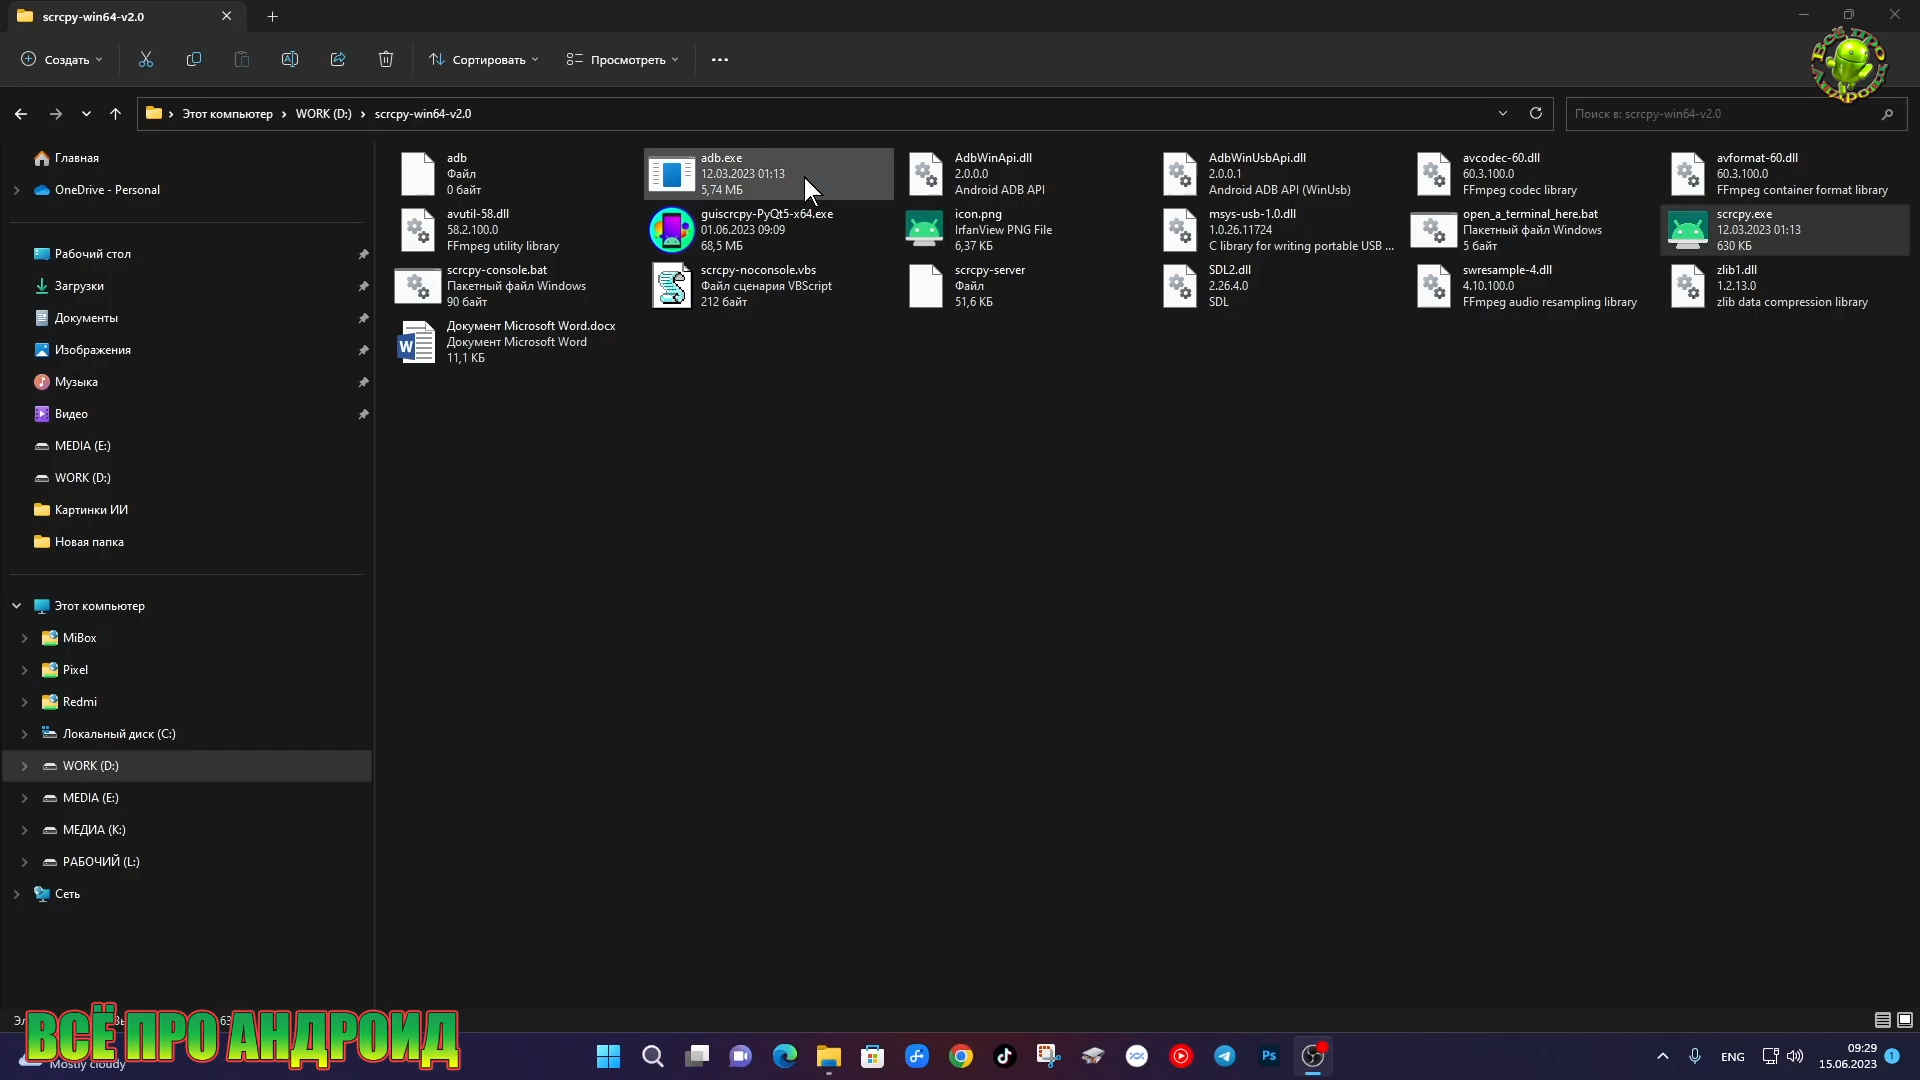 scrcpy-win64-v2.0
Создать
Сортировать
Просмотреть
Всё про Андроид
Этот компьютер
WORK (D:)
scrcpy-win64-v2.0
Поиск в: scrcpy-win64-v2.0
Главная
OneDrive - Personal
Рабочий стол
Загрузки
Документы
Изображения
Музыка
Видео
MEDIA (E:)
WORK (D:)
Картинки ИИ
Новая папка
Этот компьютер
MiBox
Pixel
Redmi
Локальный диск (C:)
WORK (D:)
MEDIA (E:)
МЕДИА (K:)
РАБОЧИЙ (L:)
Сеть
adb
Файл
0 байт
adb.exe
12.03.2023 01:13
5,74 МБ
AdbWinApi.dll
2.0.0.0
Android ADB API
AdbWinUsbApi.dll
2.0.0.1
Android ADB API (WinUsb)
avcodec-60.dll
60.3.100.0
FFmpeg codec library
avformat-60.dll
60.3.100.0
FFmpeg container format library
avutil-58.dll
58.2.100.0
FFmpeg utility library
guiscrcpy-PyQt5-x64.exe
01.06.2023 09:09
68,5 МБ
icon.png
IrfanView PNG File
6,37 КБ
msys-usb-1.0.dll
1.0.26.11724
C library for writing portable USB ...
open_a_terminal_here.bat
Пакетный файл Windows
5 байт
scrcpy.exe
12.03.2023 01:13
630 КБ
scrcpy-console.bat
Пакетный файл Windows
90 байт
scrcpy-noconsole.vbs
Файл сценария VBScript
212 байт
scrcpy-server
Файл
51,6 КБ
SDL2.dll
2.26.4.0
SDL
swresample-4.dll
4.10.100.0
FFmpeg audio resampling library
zlib1.dll
1.2.13.0
zlib data compression library
Документ Microsoft Word.docx
Документ Microsoft Word
11,1 КБ
ВСЁ ПРО АНДРОИД
Mostly cloudy
Ps
ENG
09:29
15.06.2023
1